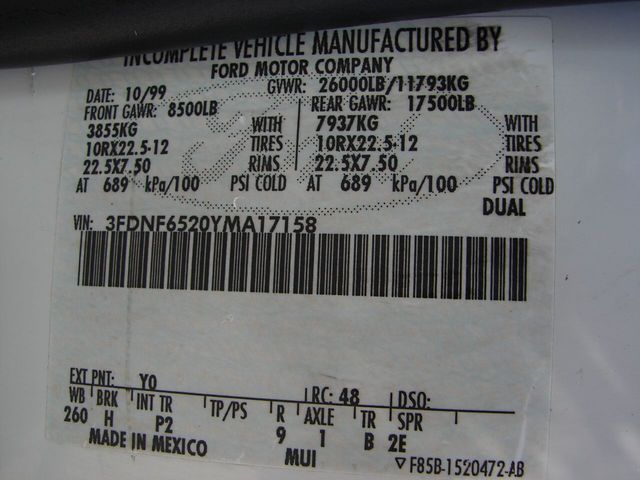 INCOMPLETE VEHICLE MANUFACTURED BY
FORD MOTOR COMPANY
DATE: 10/99 GVWR: 26000LB/11793KG
FRONT GAWR: 8500LB REAR GAWR: 17500LB
3855KG WITH 7937KG WITH
10RX22.5-12 TIRES 10RX22.5-12 TIRES
22.5X7.50 RIMS 22.5X7.50 RIMS
AT 689 kPa/100 PSI COLD AT 689 kPa/100 PSI COLD
DUAL
VIN: 3FDNF6520YMA17158
EXT PNT: YO RC: 48 DSO:
WB BRK INT TR TP/PS R AXLE TR SPR
260 H P2 9 1 B 2E
MADE IN MEXICO MUI ▽ F85B-1520472-AB